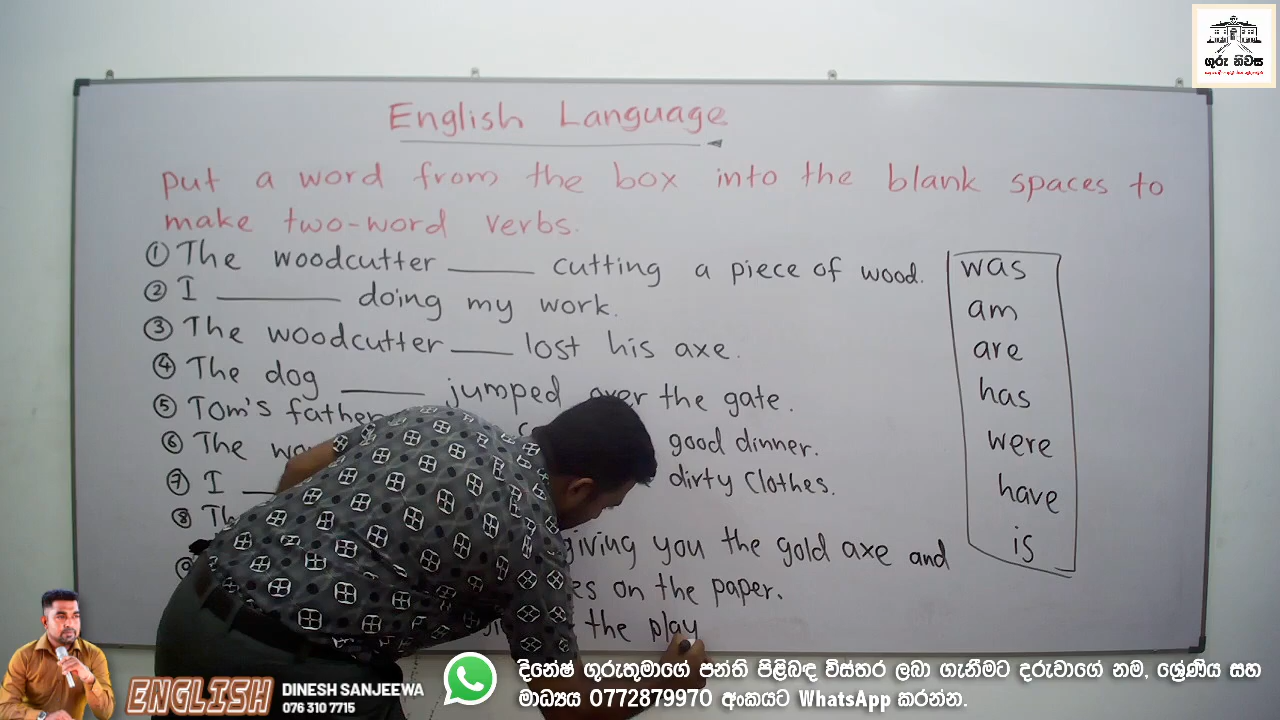 ගුරු නිවස
English Language
put a word from the box into the blank spaces to
make two-word verbs.
① The woodcutter ____ cutting a piece of wood.
② I ____ doing my work.
③ The woodcutter ____ lost his axe.
④ The dog ____ jumped over the gate.
⑤ Tom's father
⑥ The good dinner.
⑦ I ____ dirty clothes.
⑧
giving you the gold axe and
on the paper.
the play
was
am
are
has
were
have
is
ENGLISH
DINESH SANJEEWA
076 310 7715
දිනේෂ් ගුරුතුමාගේ පන්ති පිළිබඳ විස්තර ලබා ගැනීමට දරුවාගේ නම, ශ්‍රේණිය සහ
මාධ්‍යය 0772879970 අංකයට WhatsApp කරන්න.